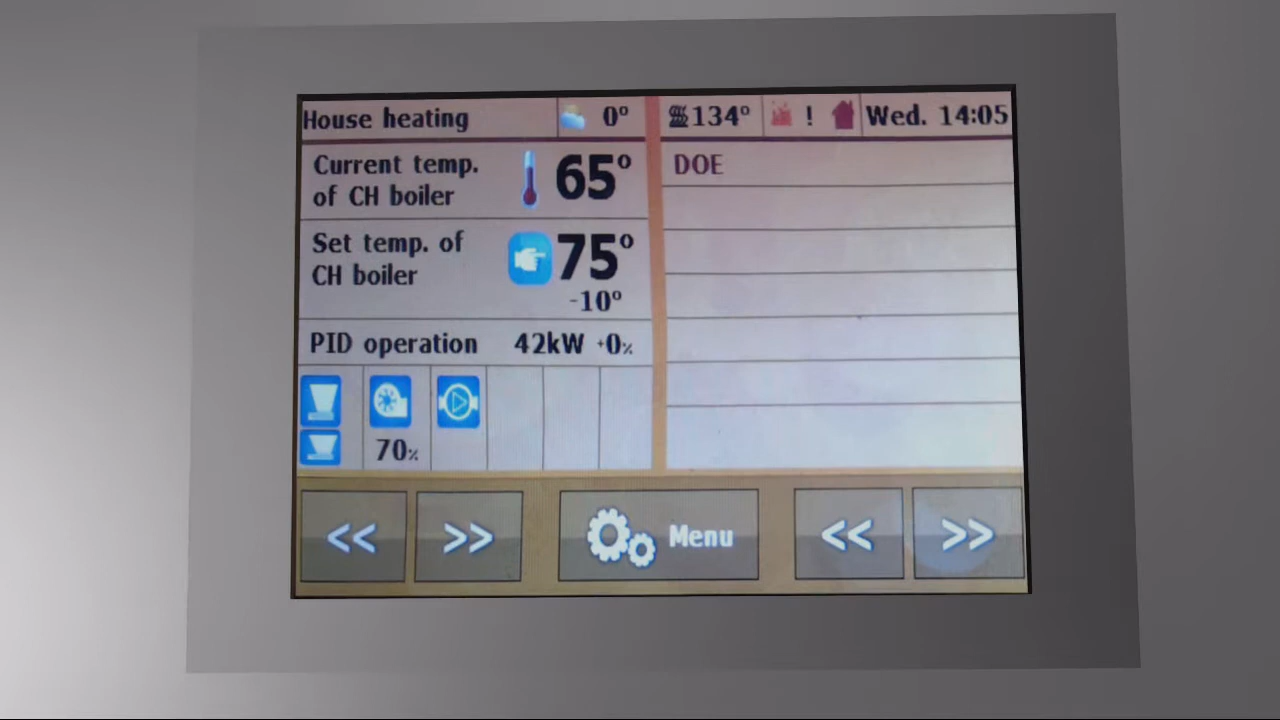 House heating 0° 134° ! Wed. 14:05
Current temp.
of CH boiler 65°
DOE
Set temp. of
CH boiler 75°
-10°
PID operation 42kW +0%
70%
<< >> Menu << >>